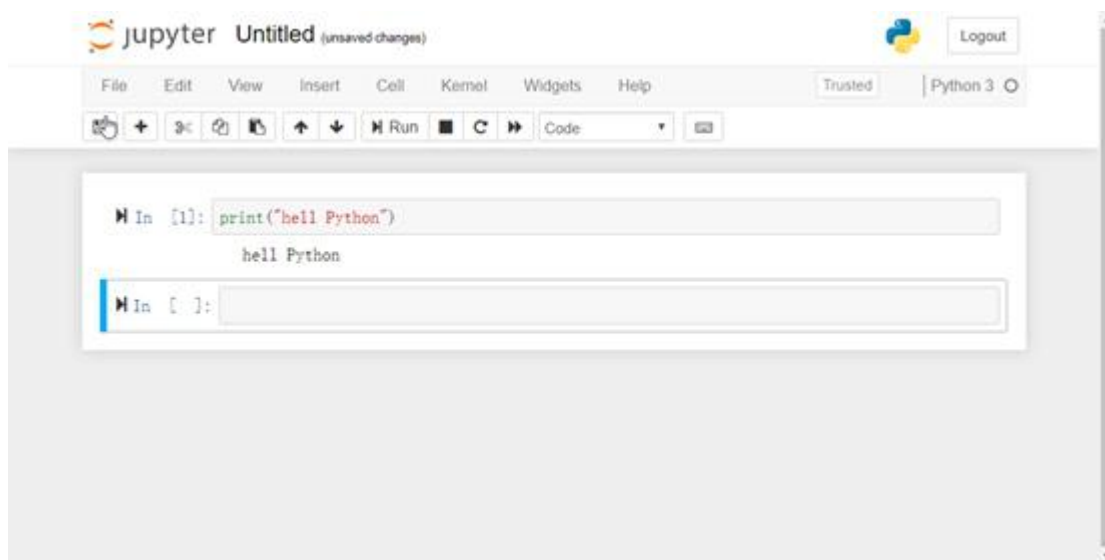 jupyter Untitled (unsaved changes) Logout
File Edit View Insert Cell Kernel Widgets Help Trusted Python 3
Run Code
In [1]: print("hell Python")
hell Python
In [ ]: